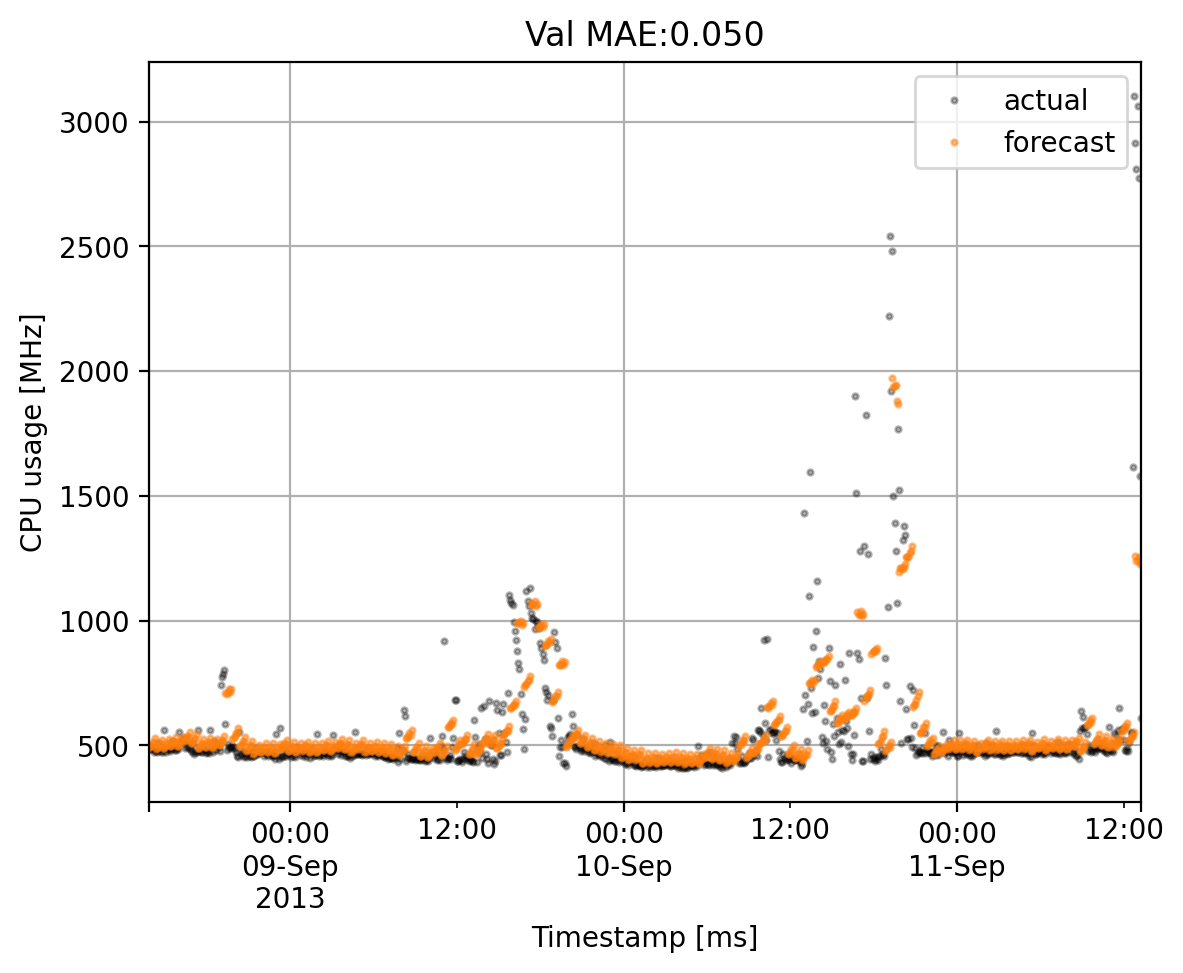 Val MAE:0.050
actual
forecast
3000
2500
2000
1500
1000
500
CPU usage [MHz]
00:00 12:00 00:00 12:00 00:00 12:00
09-Sep 10-Sep 11-Sep
2013
Timestamp [ms]